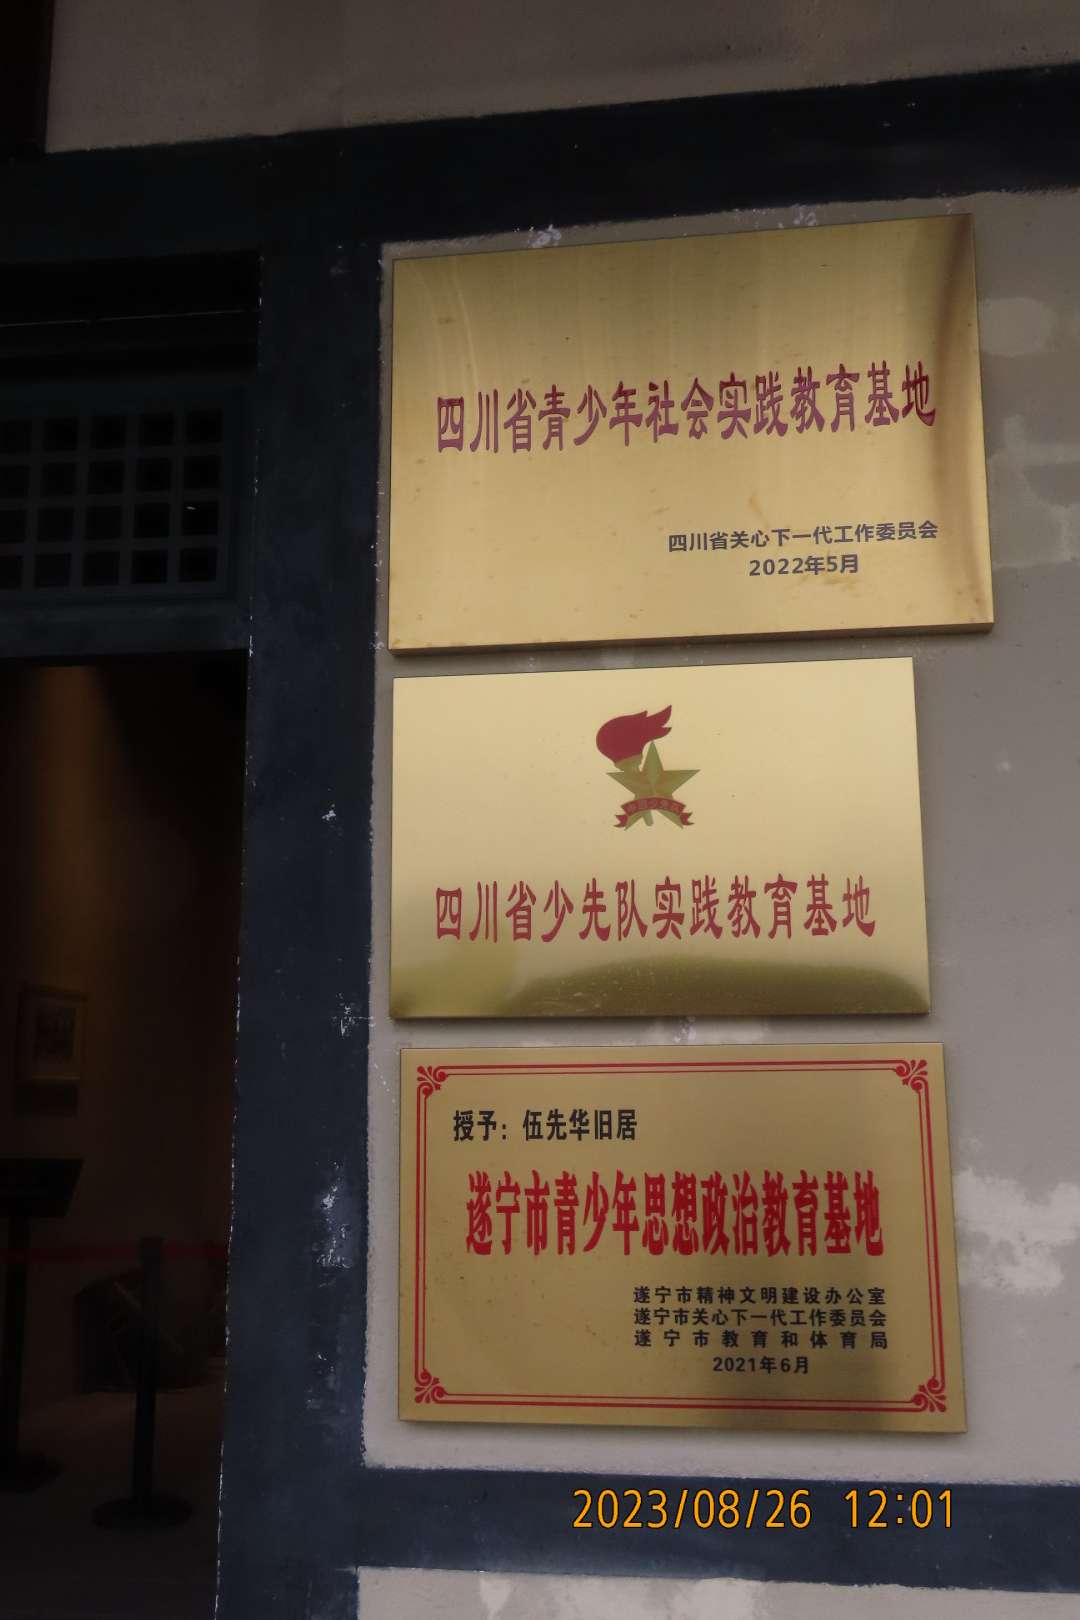 四川省青少年社会实践教育基地
四川省关心下一代工作委员会
2022年5月
中国少先队
四川省少先队实践教育基地
授予：伍先华旧居
遂宁市青少年思想政治教育基地
遂宁市精神文明建设办公室
遂宁市关心下一代工作委员会
遂宁市教育和体育局
2021年6月
2023/08/26 12:01